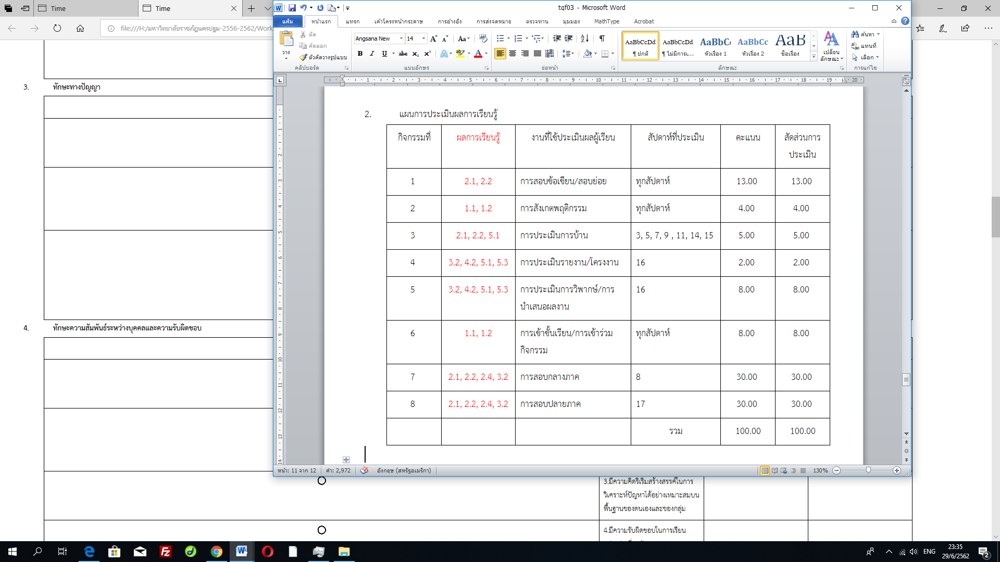 Time
Time
tqf03 - Microsoft Word
file:///H:/มหาวิทยาลัยราชภัฏนครปฐม-2556-2562/Work
แฟ้ม
หน้าแรก
แทรก
เค้าโครงหน้ากระดาษ
การอ้างอิง
การส่งจดหมาย
ตรวจทาน
มุมมอง
MathType
Acrobat
วาง
ตัด
คัดลอก
ตัวคัดวางรูปแบบ
คลิปบอร์ด
Angsana New
14
แบบอักษร
ย่อหน้า
AaBbCcDd
¶ ปกติ
AaBbCcDd
¶ ไม่มีการเ...
AaBbCc
หัวเรื่อง 1
AaBbCc
หัวเรื่อง 2
AaB
ชื่อเรื่อง
เปลี่ยน
ลักษณะ
ลักษณะ
ค้นหา
แทนที่
เลือก
การแก้ไข
1 2 3 4 5 6 7 8 9 10 11 12 13 14 15 16 17 18 19 20
3. ทักษะทางปัญญา
4. ทักษะความสัมพันธ์ระหว่างบุคคลและความรับผิดชอบ
2. แผนการประเมินผลการเรียนรู้
กิจกรรมที่ ผลการเรียนรู้ งานที่ใช้ประเมินผลผู้เรียน สัปดาห์ที่ประเมิน คะแนน สัดส่วนการ
ประเมิน
1 2.1, 2.2 การสอบข้อเขียน/สอบย่อย ทุกสัปดาห์ 13.00 13.00
2 1.1, 1.2 การสังเกตพฤติกรรม ทุกสัปดาห์ 4.00 4.00
3 2.1, 2.2, 5.1 การประเมินการบ้าน 3, 5, 7, 9 , 11, 14, 15 5.00 5.00
4 3.2, 4.2, 5.1, 5.3 การประเมินรายงาน/โครงงาน 16 2.00 2.00
5 3.2, 4.2, 5.1, 5.3 การประเมินการวิพากษ์/การ 16 8.00 8.00
นำเสนอผลงาน
6 1.1, 1.2 การเข้าชั้นเรียน/การเข้าร่วม ทุกสัปดาห์ 8.00 8.00
กิจกรรม
7 2.1, 2.2, 2.4, 3.2 การสอบกลางภาค 8 30.00 30.00
8 2.1, 2.2, 2.4, 3.2 การสอบปลายภาค 17 30.00 30.00
รวม 100.00 100.00
หน้า: 11 จาก 12
คำ: 2,972
อังกฤษ (สหรัฐอเมริกา)
130%
3.มีความคิดริเริ่มสร้างสรรค์ในการ
วิเคราะห์ปัญหาได้อย่างเหมาะสมบน
พื้นฐานของตนเองและของกลุ่ม
4.มีความรับผิดชอบในการเรียน
ENG
23:35
29/6/2562
2